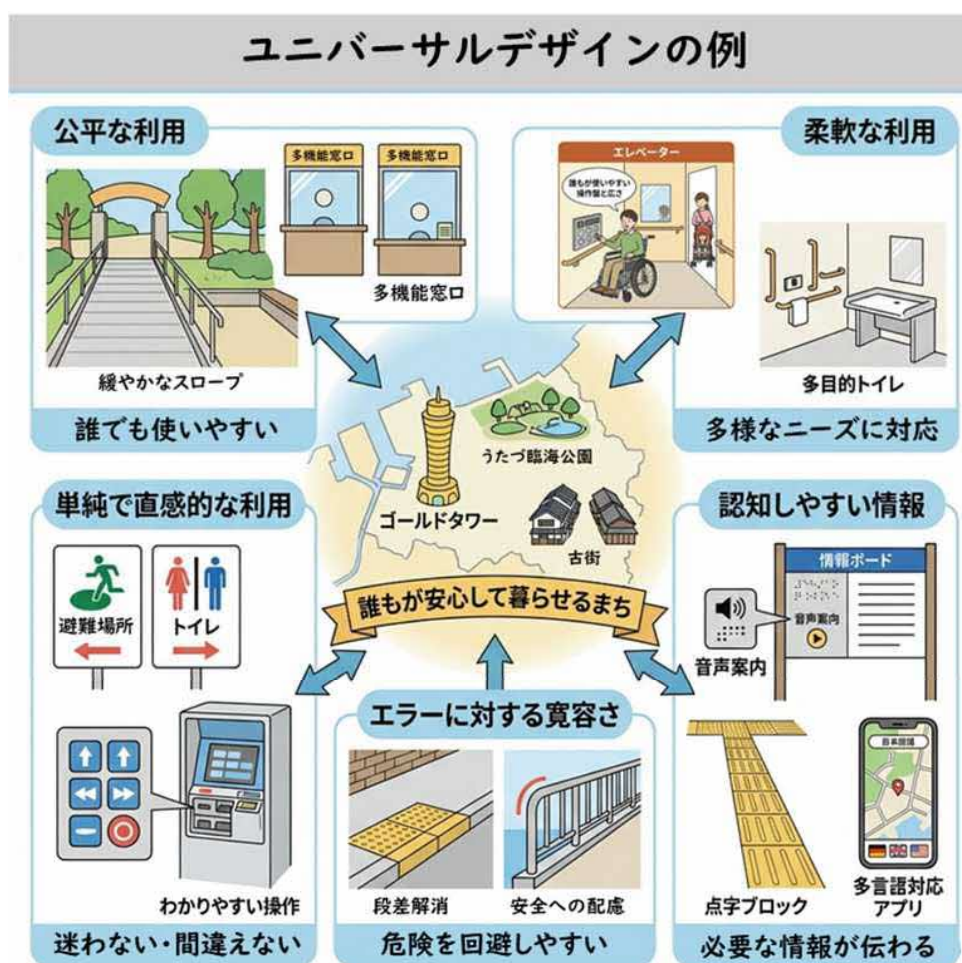 ユニバーサルデザインの例
公平な利用
多機能窓口
多機能窓口
多機能窓口
緩やかなスロープ
誰でも使いやすい
柔軟な利用
エレベーター
誰もが使いやすい
操作盤と広さ
多目的トイレ
多様なニーズに対応
うたづ臨海公園
ゴールドタワー
古街
誰もが安心して暮らせるまち
単純で直感的な利用
避難場所
トイレ
わかりやすい操作
迷わない・間違えない
エラーに対する寛容さ
段差解消
安全への配慮
危険を回避しやすい
認知しやすい情報
情報ボード
音声案内
音声案内
点字ブロック
多言語対応
アプリ
必要な情報が伝わる